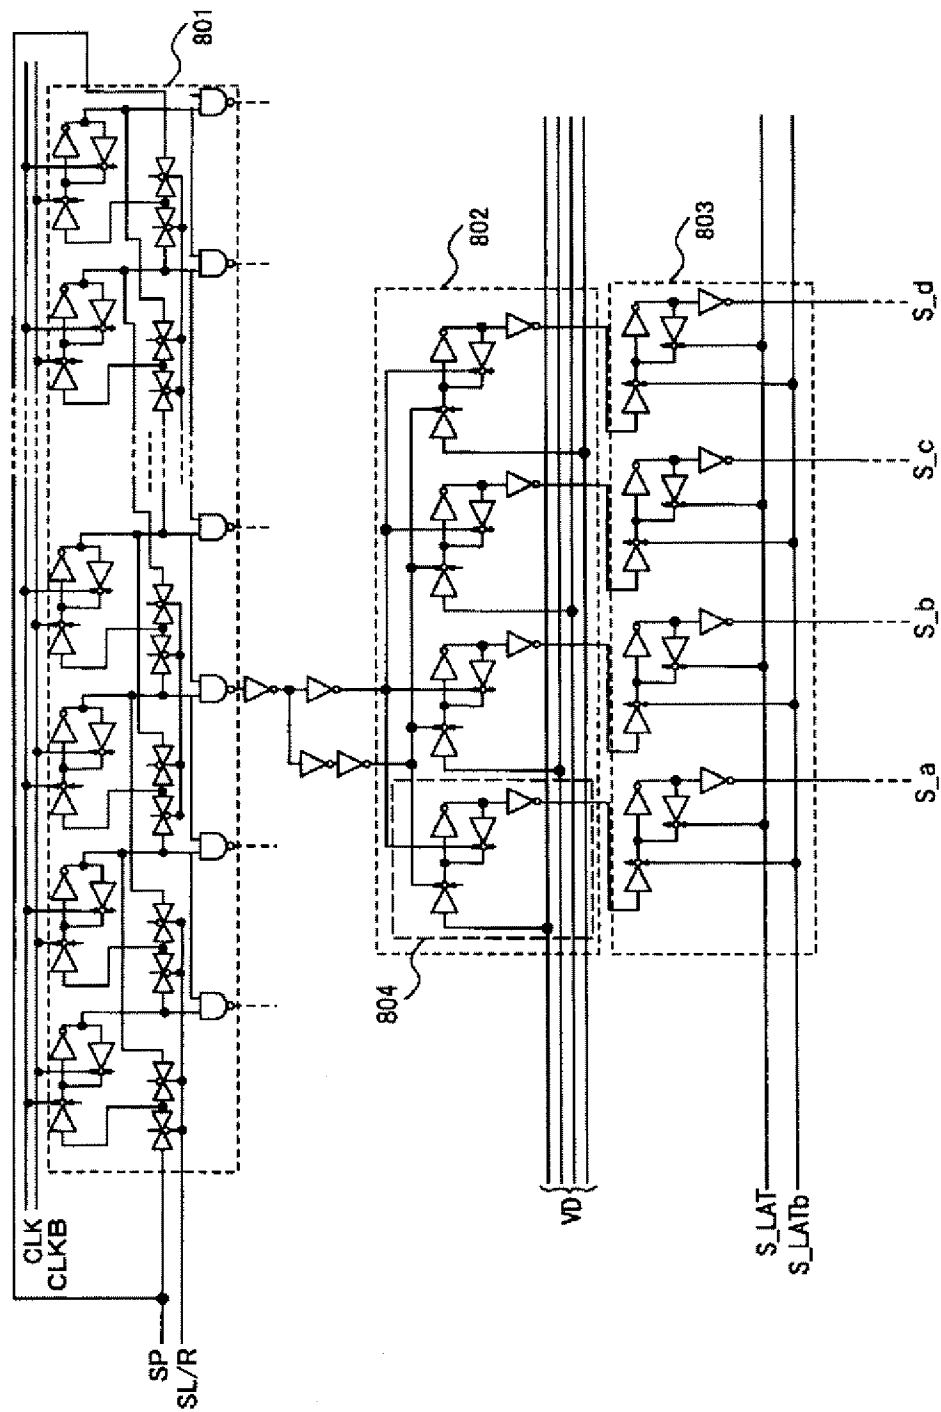 801
CLK
CLKB
SP
SL/R
802
803
804
VD
S_LAT
S_LATb
S_a
S_b
S_c
S_d